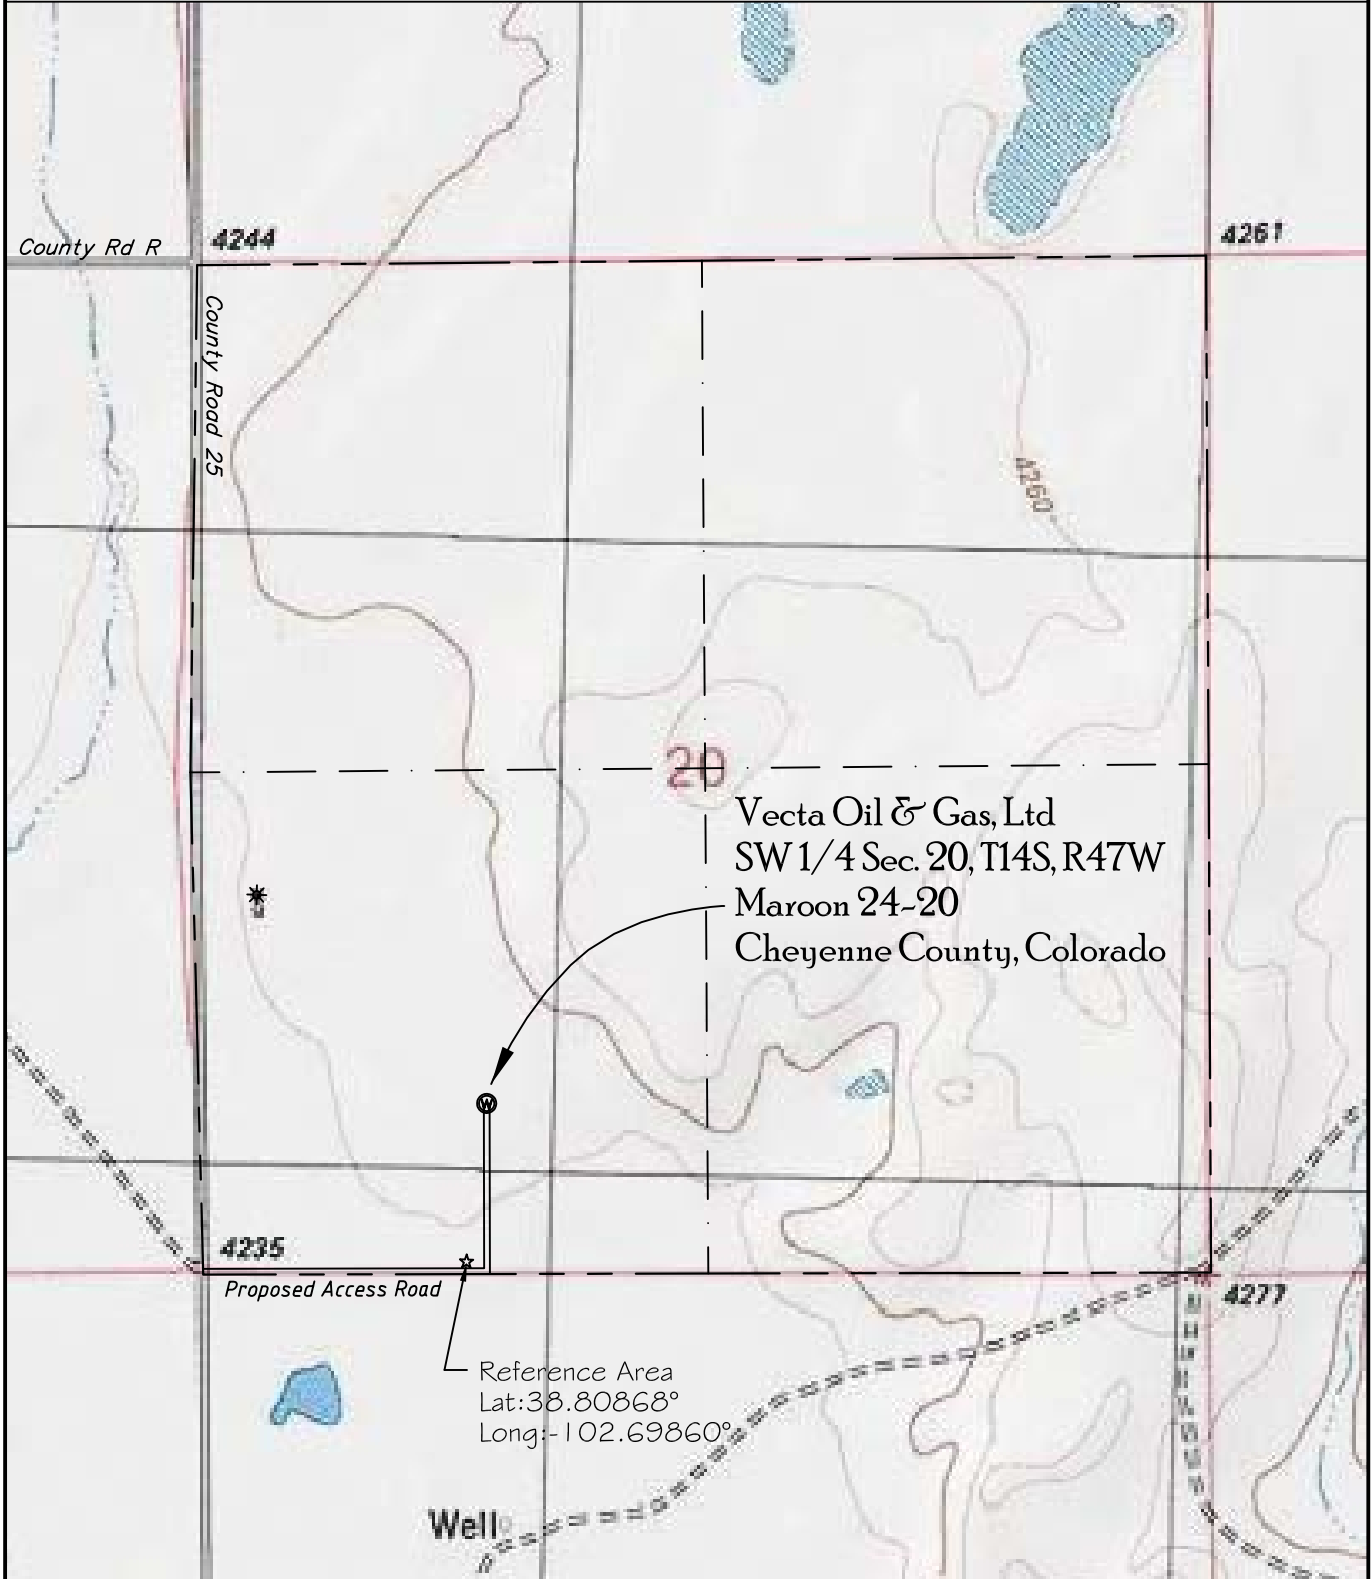 4244
4261
County Rd R
County Road 25
4260
20
Vecta Oil & Gas, Ltd
SW 1/4 Sec. 20, T14S, R47W
Maroon 24-20
Cheyenne County, Colorado
W
4235
Proposed Access Road
4277
Reference Area
Lat:38.80868°
Long:-102.69860°
Well